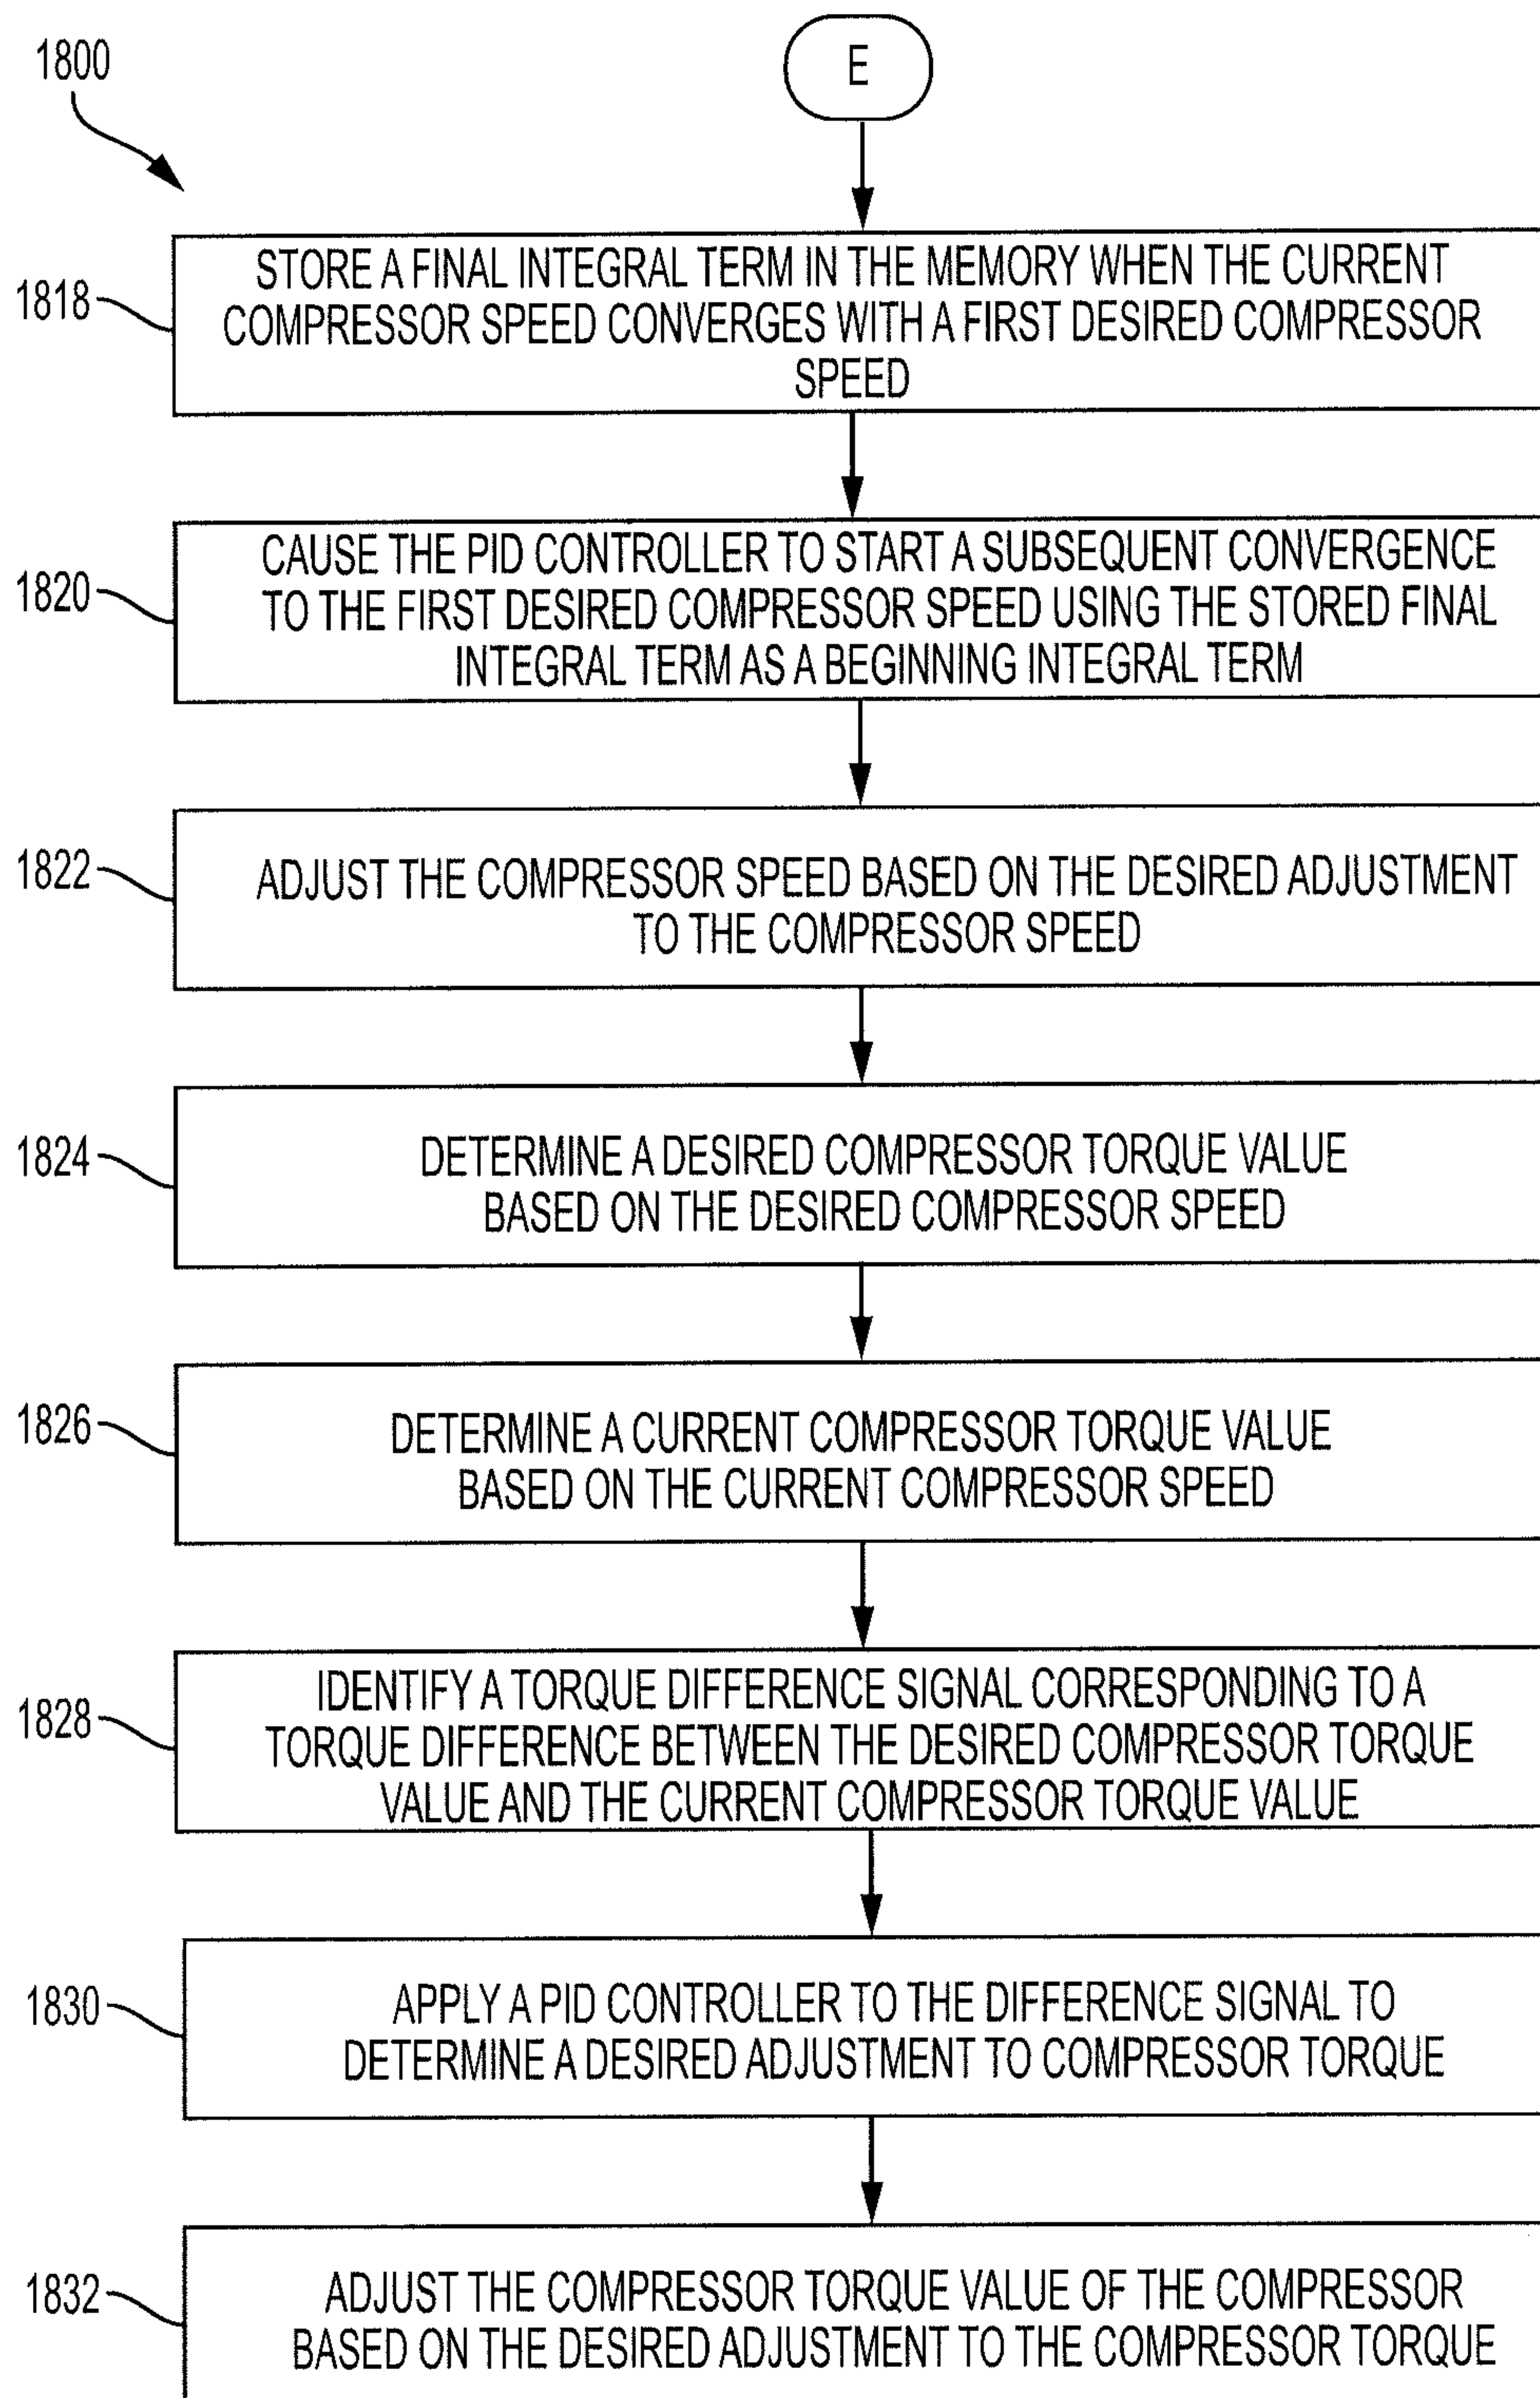 1800
E
1818
STORE A FINAL INTEGRAL TERM IN THE MEMORY WHEN THE CURRENT
COMPRESSOR SPEED CONVERGES WITH A FIRST DESIRED COMPRESSOR
SPEED
1820
CAUSE THE PID CONTROLLER TO START A SUBSEQUENT CONVERGENCE
TO THE FIRST DESIRED COMPRESSOR SPEED USING THE STORED FINAL
INTEGRAL TERM AS A BEGINNING INTEGRAL TERM
1822
ADJUST THE COMPRESSOR SPEED BASED ON THE DESIRED ADJUSTMENT
TO THE COMPRESSOR SPEED
1824
DETERMINE A DESIRED COMPRESSOR TORQUE VALUE
BASED ON THE DESIRED COMPRESSOR SPEED
1826
DETERMINE A CURRENT COMPRESSOR TORQUE VALUE
BASED ON THE CURRENT COMPRESSOR SPEED
1828
IDENTIFY A TORQUE DIFFERENCE SIGNAL CORRESPONDING TO A
TORQUE DIFFERENCE BETWEEN THE DESIRED COMPRESSOR TORQUE
VALUE AND THE CURRENT COMPRESSOR TORQUE VALUE
1830
APPLY A PID CONTROLLER TO THE DIFFERENCE SIGNAL TO
DETERMINE A DESIRED ADJUSTMENT TO COMPRESSOR TORQUE
1832
ADJUST THE COMPRESSOR TORQUE VALUE OF THE COMPRESSOR
BASED ON THE DESIRED ADJUSTMENT TO THE COMPRESSOR TORQUE